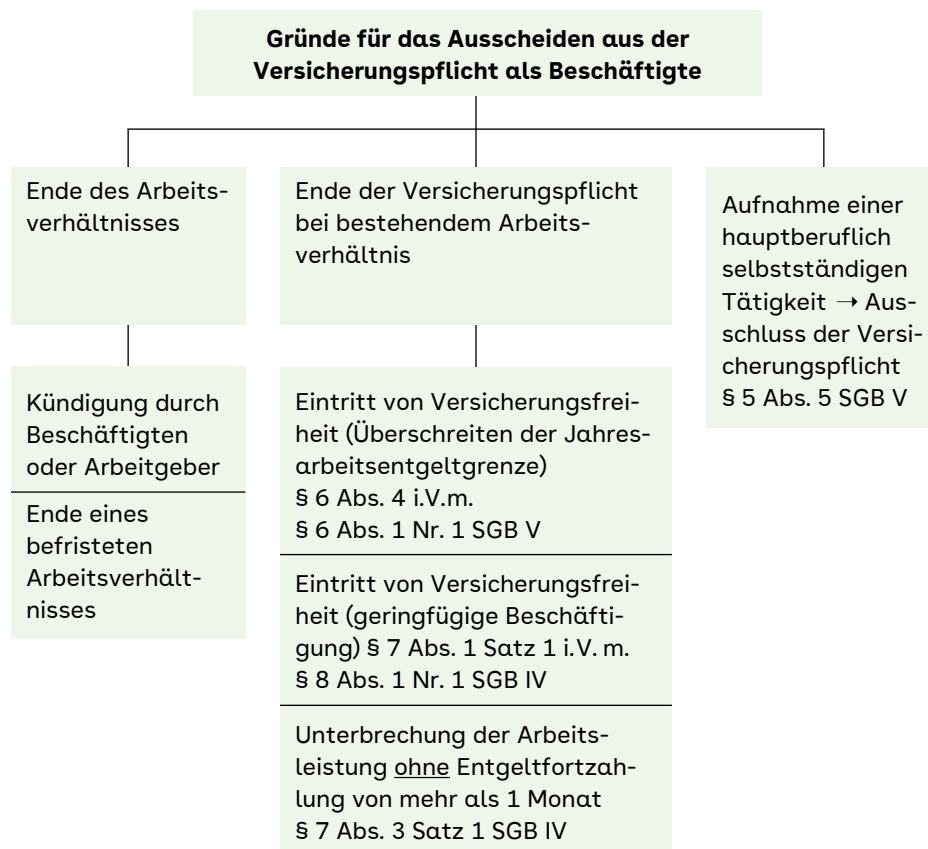 Gründe für das Ausscheiden aus der
Versicherungspflicht als Beschäftigte
Ende des Arbeits-
verhältnisses
Kündigung durch
Beschäftigten
oder Arbeitgeber
Ende eines
befristeten
Arbeitsverhält-
nisses
Ende der Versicherungspflicht
bei bestehendem Arbeits-
verhältnis
Eintritt von Versicherungsfrei-
heit (Überschreiten der Jahres-
arbeitsentgeltgrenze)
§ 6 Abs. 4 i.V.m.
§ 6 Abs. 1 Nr. 1 SGB V
Eintritt von Versicherungsfrei-
heit (geringfügige Beschäfti-
gung) § 7 Abs. 1 Satz 1 i.V. m.
§ 8 Abs. 1 Nr. 1 SGB IV
Unterbrechung der Arbeits-
leistung ohne Entgeltfortzah-
lung von mehr als 1 Monat
§ 7 Abs. 3 Satz 1 SGB IV
Aufnahme einer
hauptberuflich
selbstständigen
Tätigkeit → Aus-
schluss der Versi-
cherungspflicht
§ 5 Abs. 5 SGB V